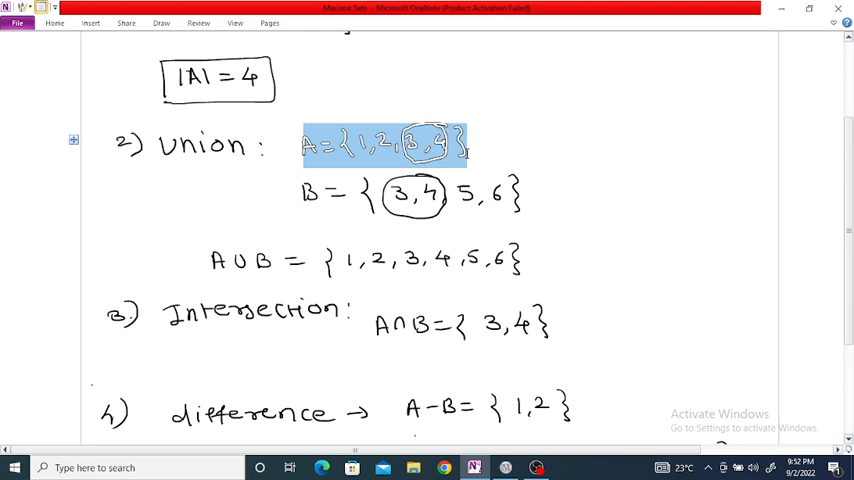 Maxima Sets - Microsoft OneNote (Product Activation Failed)
File Home Insert Share Draw Review View Pages
|A| = 4
2) Union: A = {1, 2, 3, 4}
B = {3, 4, 5, 6}
A∪B = {1, 2, 3, 4, 5, 6}
3.) Intersection: A∩B = {3, 4}
4) difference → A-B = {1, 2}
Activate Windows
Go to Settings to activate Windows.
Type here to search
23°C
9:52 PM
9/2/2022